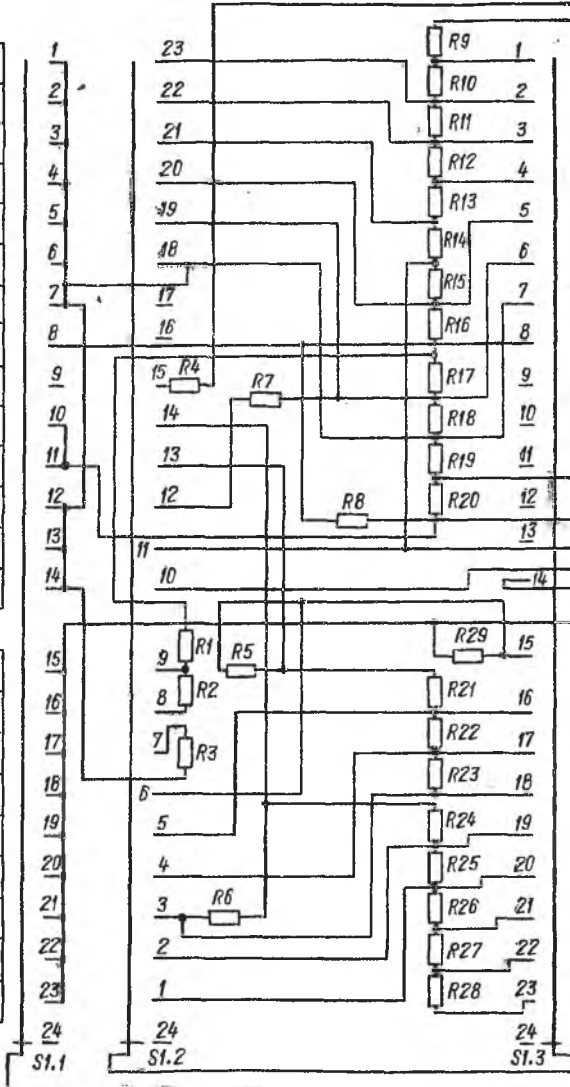 R9
1 23 1
R10
2 22 2
R11
3 21 3
R12
4 20 4
R13
5 19 5
R14
6 18 6
R15
7 17 7
R16
8 16 8
9 15 R4 R7 R17 9
10 14 R18 10
11 13 R19 11
12 12 R8 R20 12
13 11 13
14 10 14
R1 R5 R29 15
15 9
R2 R21 16
16 8
R22 17
17 7 R3
R23 18
18 6
R24 19
19 5
R25 20
20 4
R6 R26 21
21 3
R27 22
22 2
R28 23
23 1
24 24 24
S1.1 S1.2 S1.3